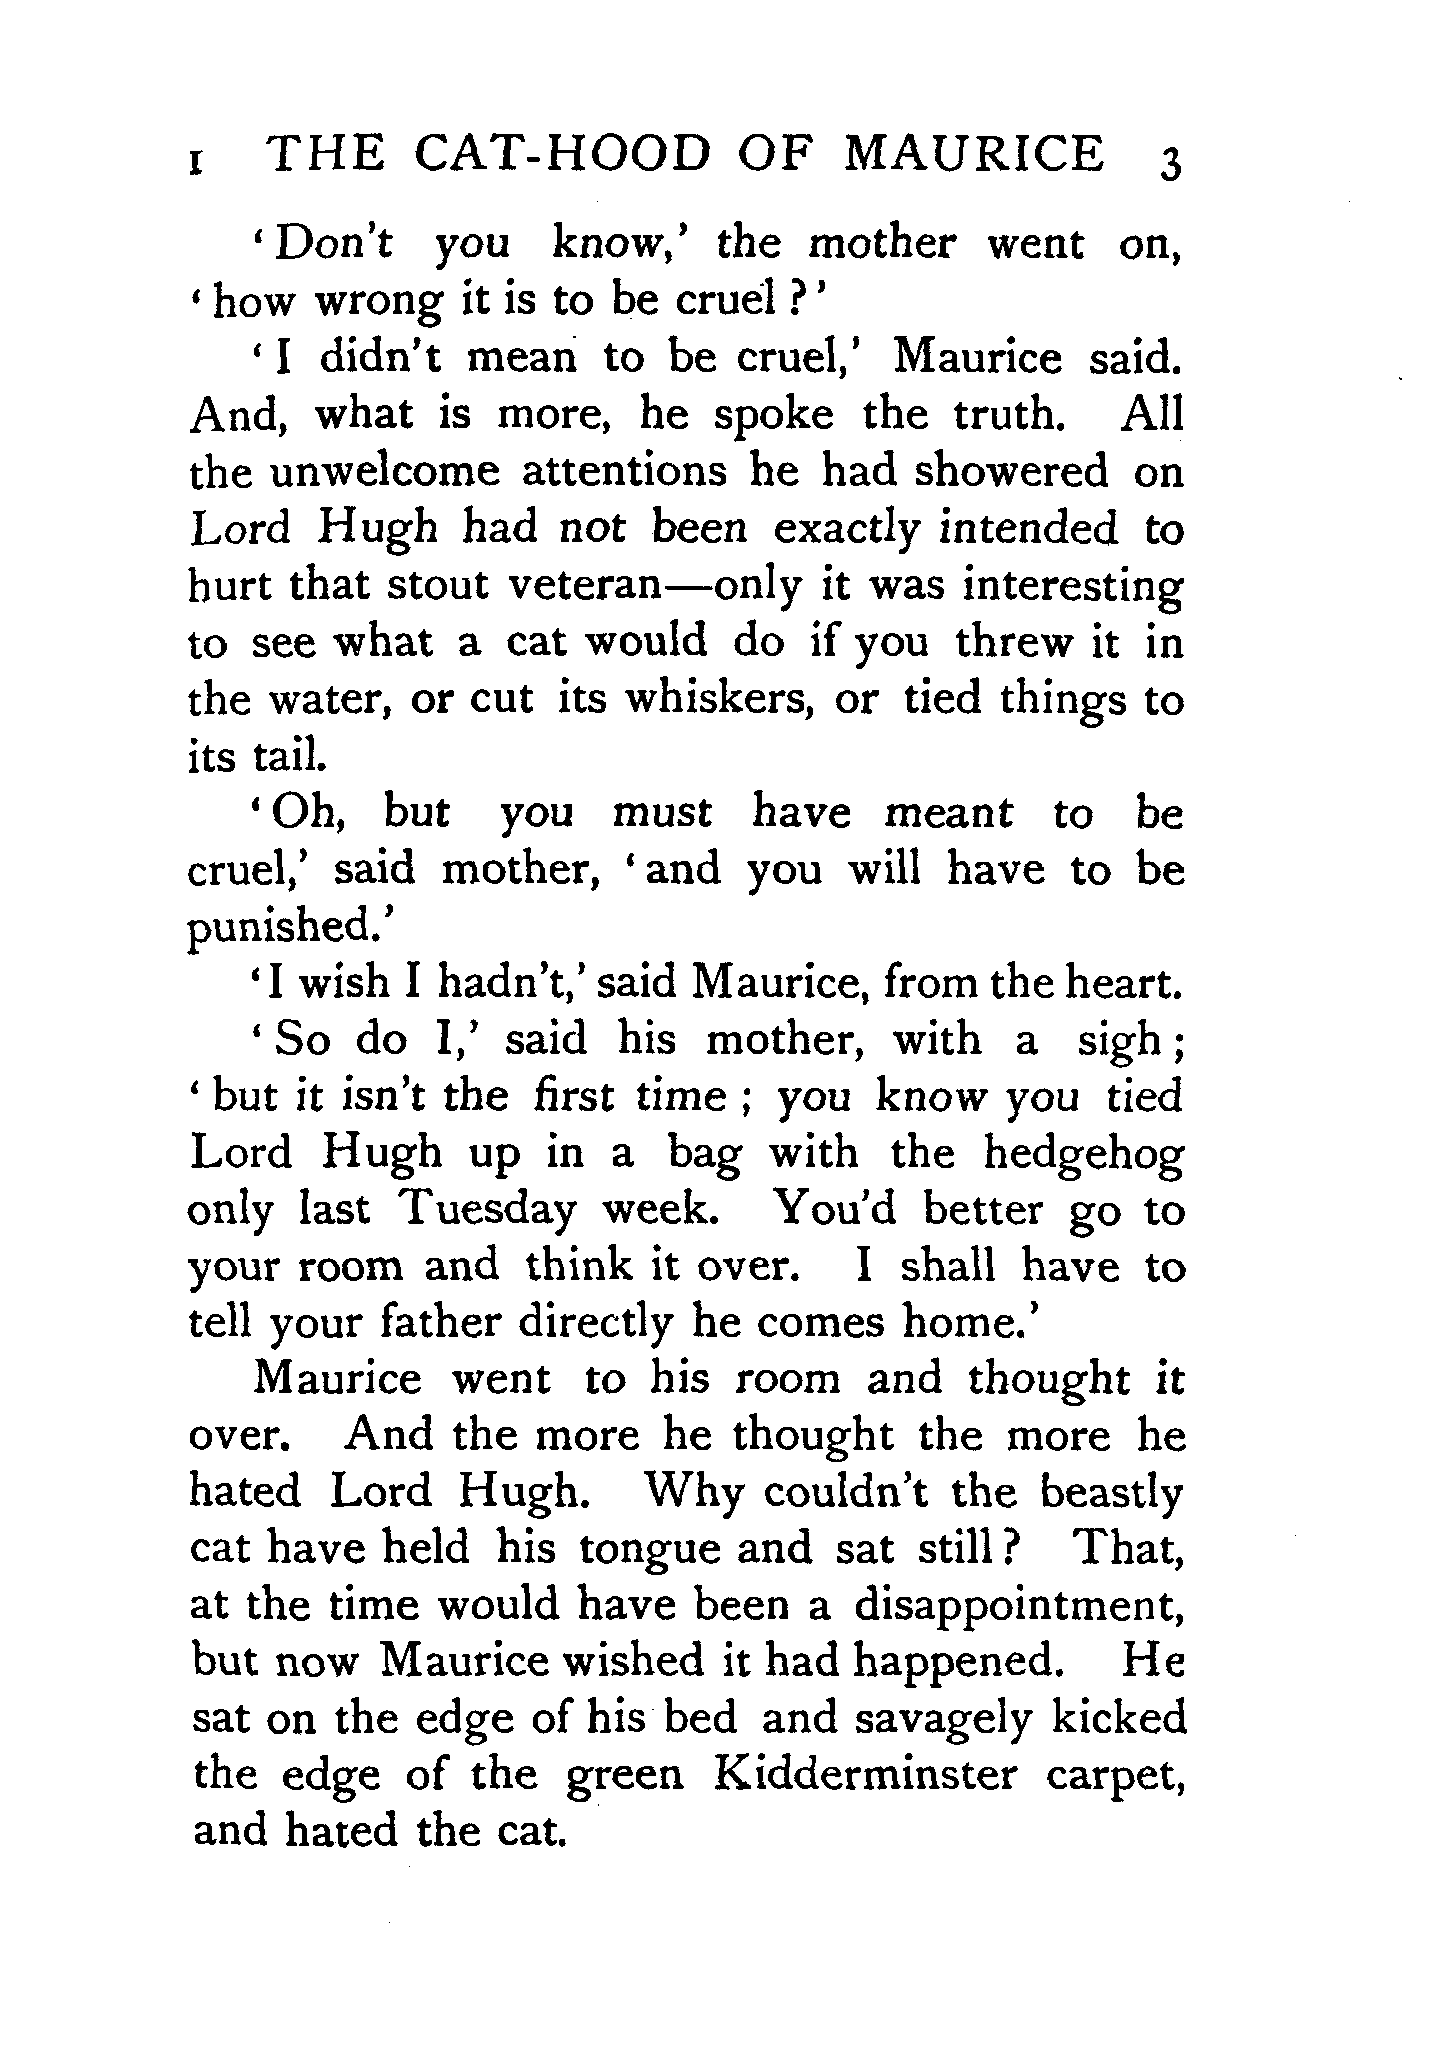 I THE CAT-HOOD OF MAURICE 3
‘Don't you know,’ the mother went on,
‘how wrong it is to be cruel?’
‘I didn't mean to be cruel,’ Maurice said.
And, what is more, he spoke the truth. All
the unwelcome attentions he had showered on
Lord Hugh had not been exactly intended to
hurt that stout veteran—only it was interesting
to see what a cat would do if you threw it in
the water, or cut its whiskers, or tied things to
its tail.
‘Oh, but you must have meant to be
cruel,’ said mother, ‘and you will have to be
punished.’
‘I wish I hadn't,’ said Maurice, from the heart.
‘So do I,’ said his mother, with a sigh;
‘but it isn't the first time; you know you tied
Lord Hugh up in a bag with the hedgehog
only last Tuesday week. You'd better go to
your room and think it over. I shall have to
tell your father directly he comes home.’
Maurice went to his room and thought it
over. And the more he thought the more he
hated Lord Hugh. Why couldn't the beastly
cat have held his tongue and sat still? That,
at the time would have been a disappointment,
but now Maurice wished it had happened. He
sat on the edge of his bed and savagely kicked
the edge of the green Kidderminster carpet,
and hated the cat.